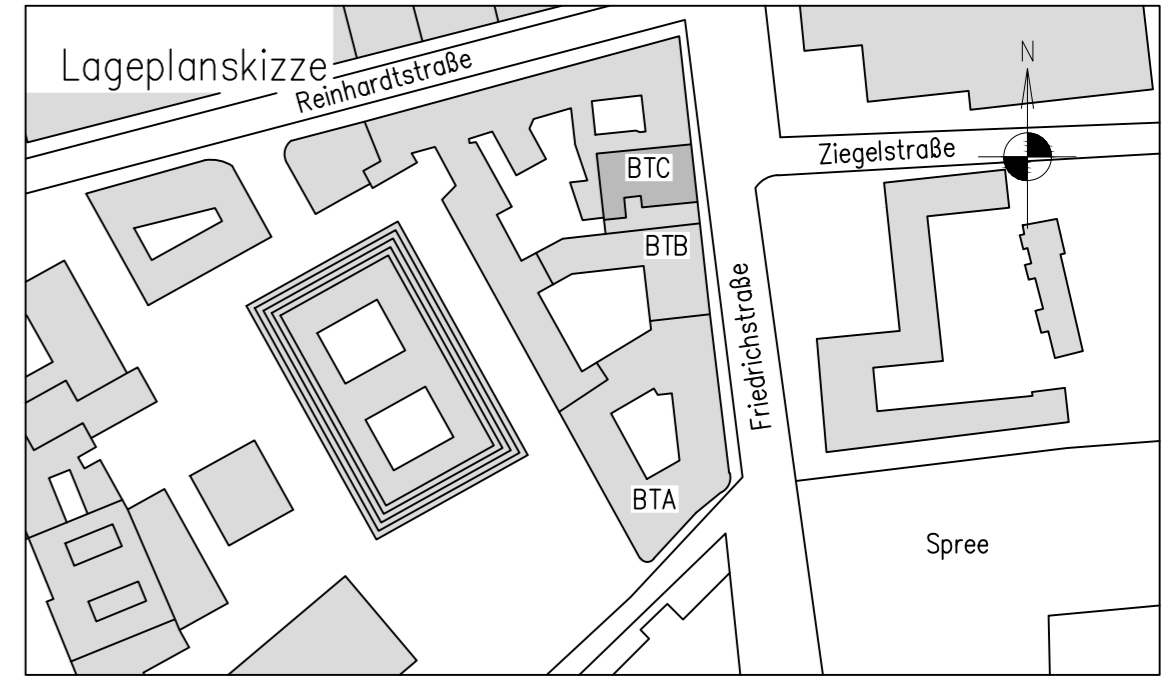 Lageplanskizze
Reinhardtstraße
N
Ziegelstraße
BTC
BTB
Friedrichstraße
BTA
Spree